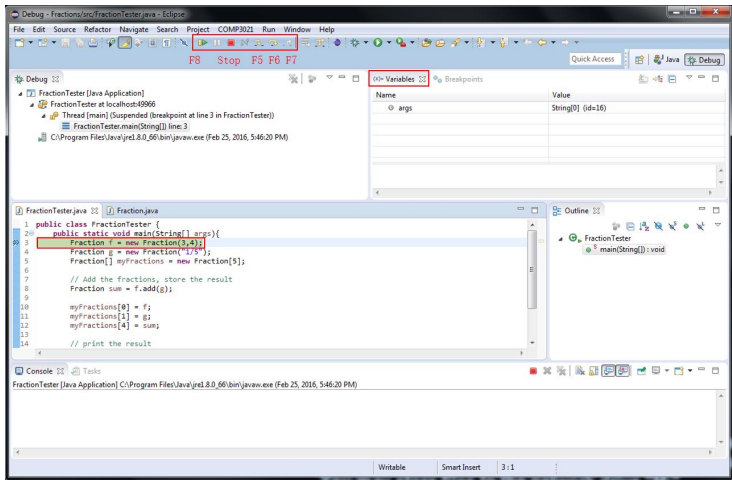 Debug - Fractions/src/FractionTester.java - Eclipse
File Edit Source Refactor Navigate Search Project COMP3021 Run Window Help
F8 Stop F5 F6 F7
Quick Access Java Debug
Debug
FractionTester [Java Application]
FractionTester at localhost:49966
Thread [main] (Suspended (breakpoint at line 3 in FractionTester))
FractionTester.main(String[]) line: 3
C:\Program Files\Java\jre1.8.0_66\bin\javaw.exe (Feb 25, 2016, 5:46:20 PM)
(x)= Variables Breakpoints
Name Value
args String[0] (id=16)
FractionTester.java Fraction.java
1 public class FractionTester {
2 public static void main(String[] args){
3 Fraction f = new Fraction(3,4);
4 Fraction g = new Fraction("1/5");
5 Fraction[] myFractions = new Fraction[5];
6
7 // Add the fractions, store the result
8 Fraction sum = f.add(g);
9
10 myFractions[0] = f;
11 myFractions[1] = g;
12 myFractions[4] = sum;
13
14 // print the result
Outline
FractionTester
main(String[]) : void
Console Tasks
FractionTester [Java Application] C:\Program Files\Java\jre1.8.0_66\bin\javaw.exe (Feb 25, 2016, 5:46:20 PM)
Writable Smart Insert 3 : 1